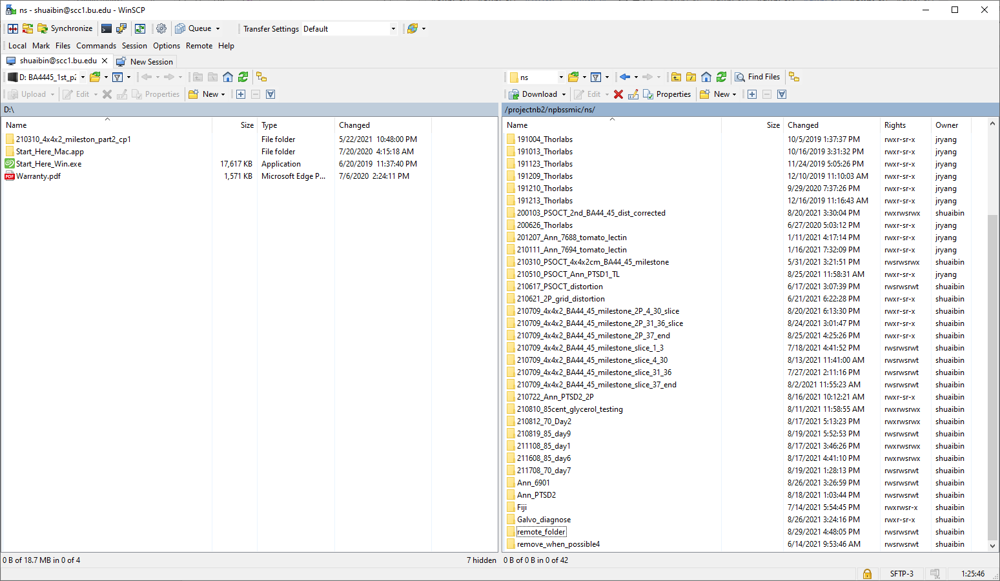 ns - shuaibin@scc1.bu.edu - WinSCP
Synchronize Queue Transfer Settings Default
Local Mark Files Commands Session Options Remote Help
shuaibin@scc1.bu.edu New Session
D: BA4445_1st_p2 ns Find Files
Upload Edit Properties New Download Edit Properties New
D:\ /projectnb2/npbssmic/ns/
Name Size Type Changed Name Size Changed Rights Owner
210310_4x4x2_mileston_part2_cp1 File folder 5/22/2021 10:48:00 PM 191004_Thorlabs 10/5/2019 1:37:37 PM rwxr-sr-x jryang
Start_Here_Mac.app File folder 7/20/2020 4:15:18 AM 191013_Thorlabs 10/16/2019 3:31:32 PM rwxr-sr-x jryang
Start_Here_Win.exe 17,617 KB Application 6/20/2019 11:37:40 PM 191123_Thorlabs 11/24/2019 5:05:26 PM rwxr-sr-x jryang
PDF Warranty.pdf 1,571 KB Microsoft Edge P... 7/6/2020 2:24:11 PM 191209_Thorlabs 12/10/2019 11:10:03 AM rwxr-sr-x jryang
191210_Thorlabs 9/29/2020 7:37:26 PM rwxr-sr-x jryang
191213_Thorlabs 12/16/2019 11:16:43 AM rwxr-sr-x jryang
200103_PSOCT_2nd_BA44_45_dist_corrected 8/20/2021 3:30:04 PM rwxrwsrwx shuaibin
200626_Thorlabs 6/27/2020 5:03:12 PM rwxr-sr-x jryang
201207_Ann_7688_tomato_lectin 1/11/2021 4:17:14 PM rwxr-sr-x jryang
210111_Ann_7694_tomato_lectin 1/16/2021 7:32:09 PM rwxr-sr-x jryang
210310_PSOCT_4x4x2cm_BA44_45_milestone 5/31/2021 3:21:51 PM rwsrwsrwx shuaibin
210510_PSOCT_Ann_PTSD1_TL 8/25/2021 11:58:31 AM rwxr-sr-x jryang
210617_PSOCT_distortion 6/17/2021 3:07:39 PM rwsrwsrwt shuaibin
210621_2P_grid_distortion 6/21/2021 6:22:28 PM rwxr-sr-x shuaibin
210709_4x4x2_BA44_45_milestone_2P_4_30_slice 8/20/2021 6:13:30 PM rwxr-sr-x shuaibin
210709_4x4x2_BA44_45_milestone_2P_31_36_slice 8/24/2021 3:01:47 PM rwxr-sr-x shuaibin
210709_4x4x2_BA44_45_milestone_2P_37_end 8/25/2021 4:25:26 PM rwxr-sr-x shuaibin
210709_4x4x2_BA44_45_milestone_slice_1_3 7/18/2021 4:41:52 PM rwsrwsrwt shuaibin
210709_4x4x2_BA44_45_milestone_slice_4_30 8/13/2021 11:41:00 AM rwsrwsrwt shuaibin
210709_4x4x2_BA44_45_milestone_slice_31_36 7/27/2021 2:11:16 PM rwsrwsrwt shuaibin
210709_4x4x2_BA44_45_milestone_slice_37_end 8/2/2021 11:55:23 AM rwsrwsrwt shuaibin
210722_Ann_PTSD2_2P 8/16/2021 10:12:21 AM rwxr-sr-x shuaibin
210810_85cent_glycerol_testing 8/11/2021 11:58:55 AM rwxrwsrwx shuaibin
210812_70_Day2 8/17/2021 5:13:23 PM rwxrwsrwx shuaibin
210819_85_day9 8/19/2021 5:52:53 PM rwsrwsrwt shuaibin
211108_85_day1 8/17/2021 3:46:26 PM rwxrwsrwx shuaibin
211608_85_day6 8/17/2021 4:41:10 PM rwxrwsrwx shuaibin
211708_70_day7 8/19/2021 1:28:13 PM rwsrwsrwt shuaibin
Ann_6901 8/26/2021 3:26:59 PM rwsrwsrwt shuaibin
Ann_PTSD2 8/18/2021 1:03:44 PM rwsrwsrwt shuaibin
Fiji 7/14/2021 5:54:45 PM rwxrwsr-x shuaibin
Galvo_diagnose 8/26/2021 3:24:16 PM rwxr-sr-x shuaibin
remote_folder 8/29/2021 4:48:05 PM rwsrwsrwt shuaibin
remove_when_possible4 6/14/2021 9:53:46 AM rwsrwsrwt shuaibin
0 B of 18.7 MB in 0 of 4 7 hidden 0 B of 0 B in 0 of 42
SFTP-3 1:25:46